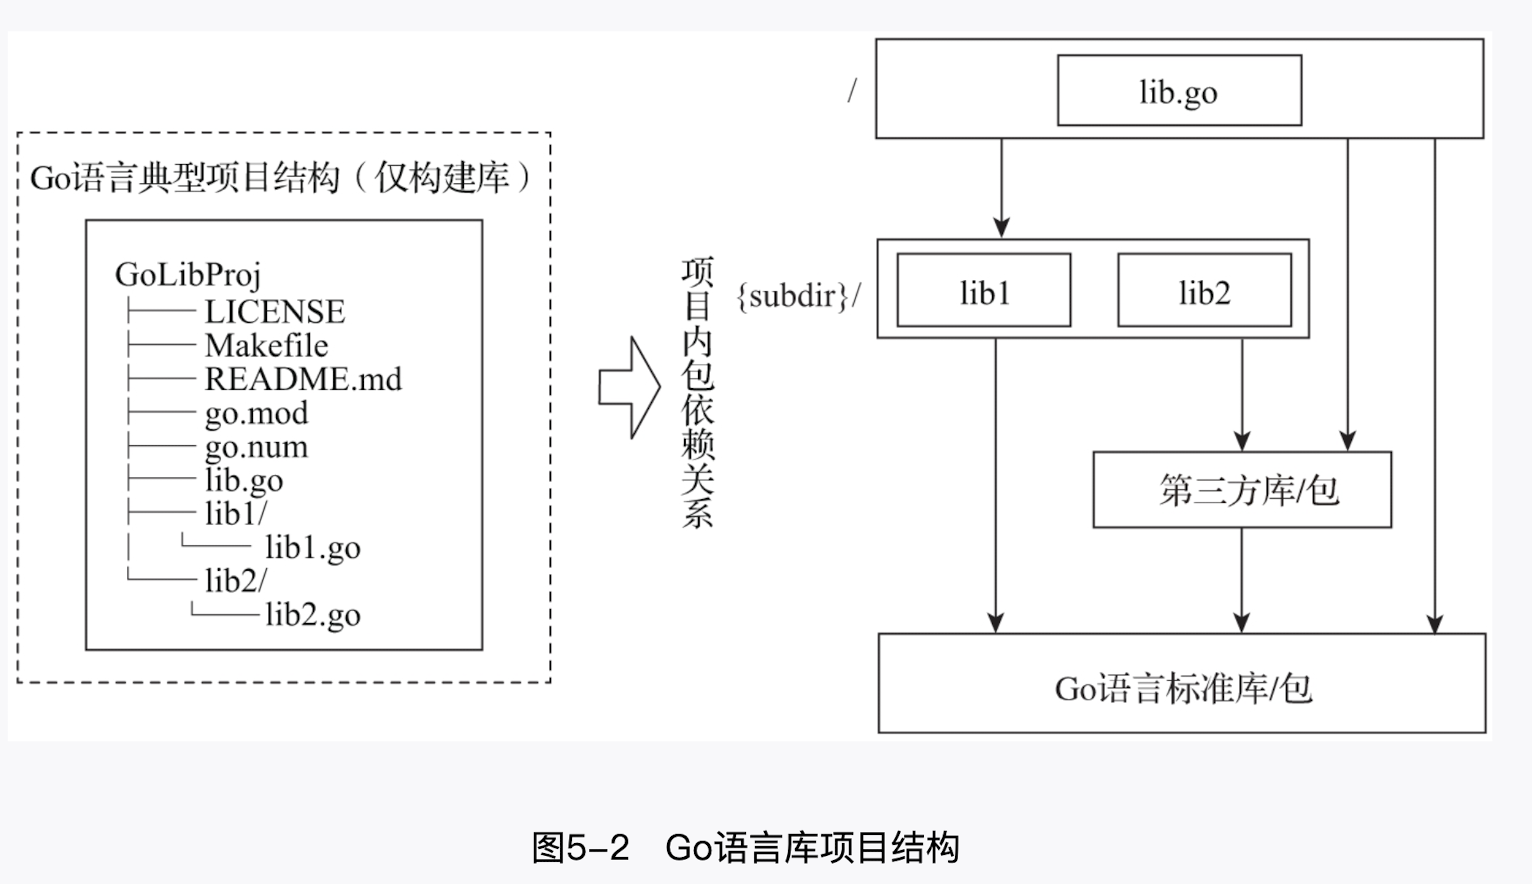 Go语言典型项目结构（仅构建库）
GoLibProj
LICENSE
Makefile
README.md
go.mod
go.num
lib.go
lib1/
lib1.go
lib2/
lib2.go
项目内包依赖关系
/
lib.go
{subdir}/
lib1
lib2
第三方库/包
Go语言标准库/包
图5-2 Go语言库项目结构